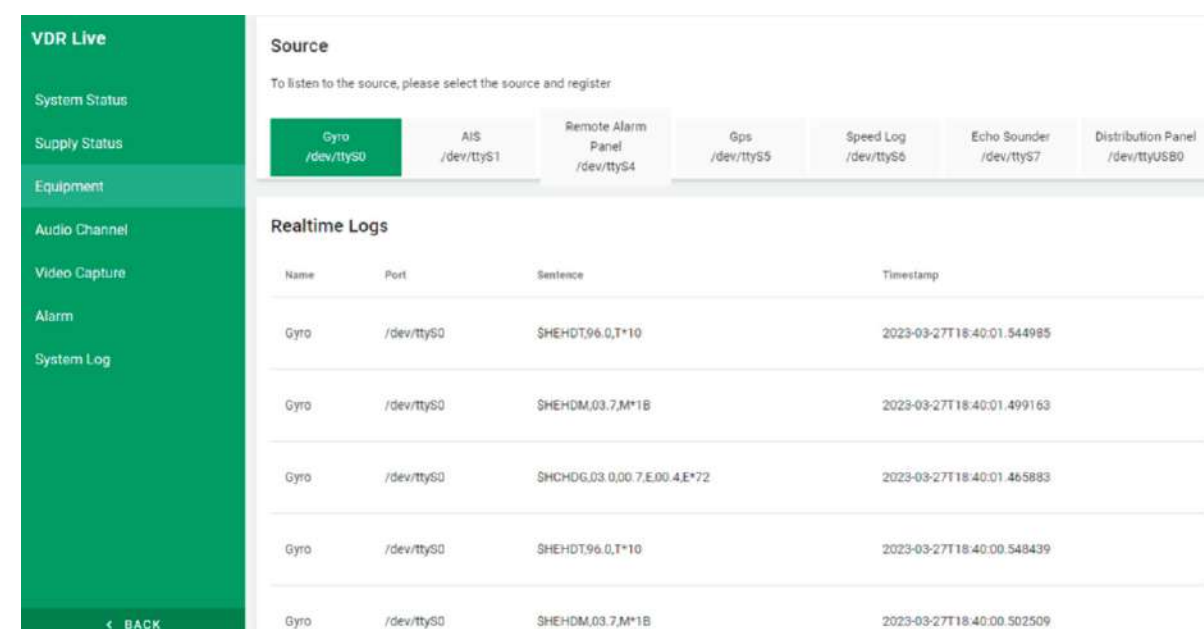 VDR Live
System Status
Supply Status
Equipment
Audio Channel
Video Capture
Alarm
System Log
< BACK
Source
To listen to the source, please select the source and register
Gyro
/dev/ttyS0
AIS
/dev/ttyS1
Remote Alarm
Panel
/dev/ttyS4
Gps
/dev/ttyS5
Speed Log
/dev/ttyS6
Echo Sounder
/dev/ttyS7
Distribution Panel
/dev/ttyUSB0
Realtime Logs
Name Port Sentence Timestamp
Gyro /dev/ttyS0 $HEHDT,96.0,T*10 2023-03-27T18:40:01.544985
Gyro /dev/ttyS0 $HEHDM,03.7,M*1B 2023-03-27T18:40:01.499163
Gyro /dev/ttyS0 $HCHDG,03.0,00.7,E,00.4,E*72 2023-03-27T18:40:01.465883
Gyro /dev/ttyS0 $HEHDT,96.0,T*10 2023-03-27T18:40:00.548439
Gyro /dev/ttyS0 $HEHDM,03.7,M*1B 2023-03-27T18:40:00.502509